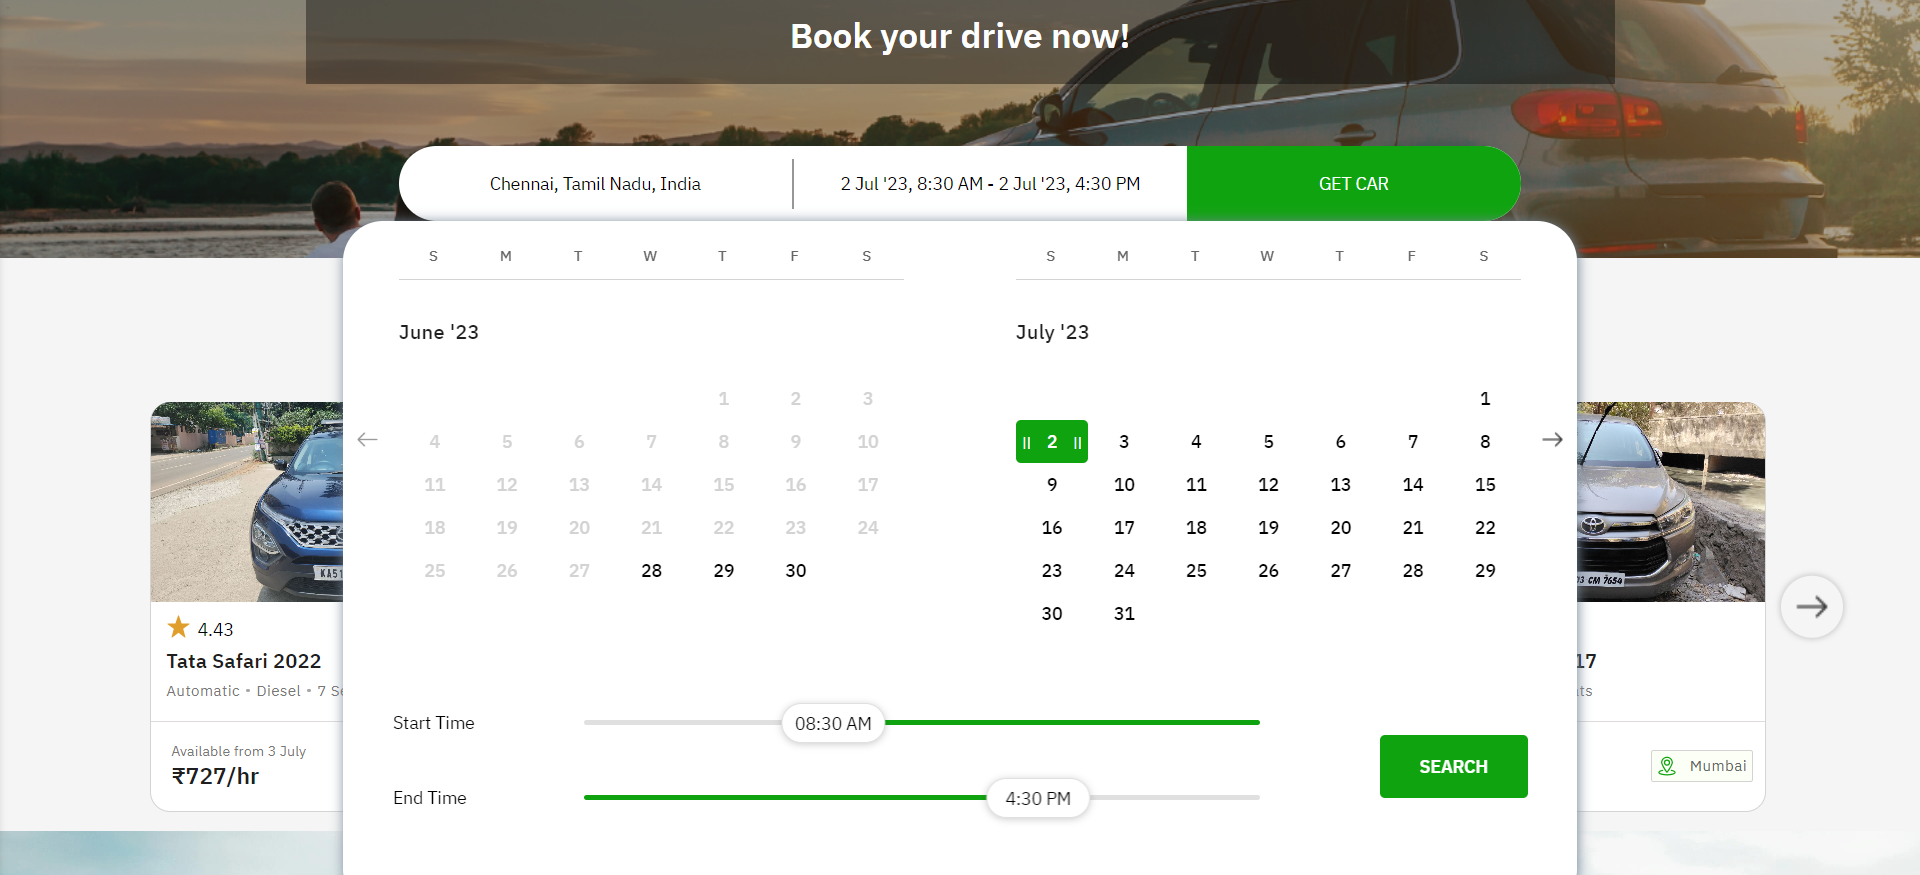 Book your drive now!
Chennai, Tamil Nadu, India
2 Jul '23, 8:30 AM - 2 Jul '23, 4:30 PM
GET CAR
S M T W T F S
S M T W T F S
June '23
1 2 3
4 5 6 7 8 9 10
11 12 13 14 15 16 17
18 19 20 21 22 23 24
25 26 27 28 29 30
July '23
1
2 3 4 5 6 7 8
9 10 11 12 13 14 15
16 17 18 19 20 21 22
23 24 25 26 27 28 29
30 31
Start Time
08:30 AM
End Time
4:30 PM
SEARCH
KA51
4.43
Tata Safari 2022
Automatic • Diesel • 7 Se
Available from 3 July
₹727/hr
03 CM 7654
17
ts
Mumbai